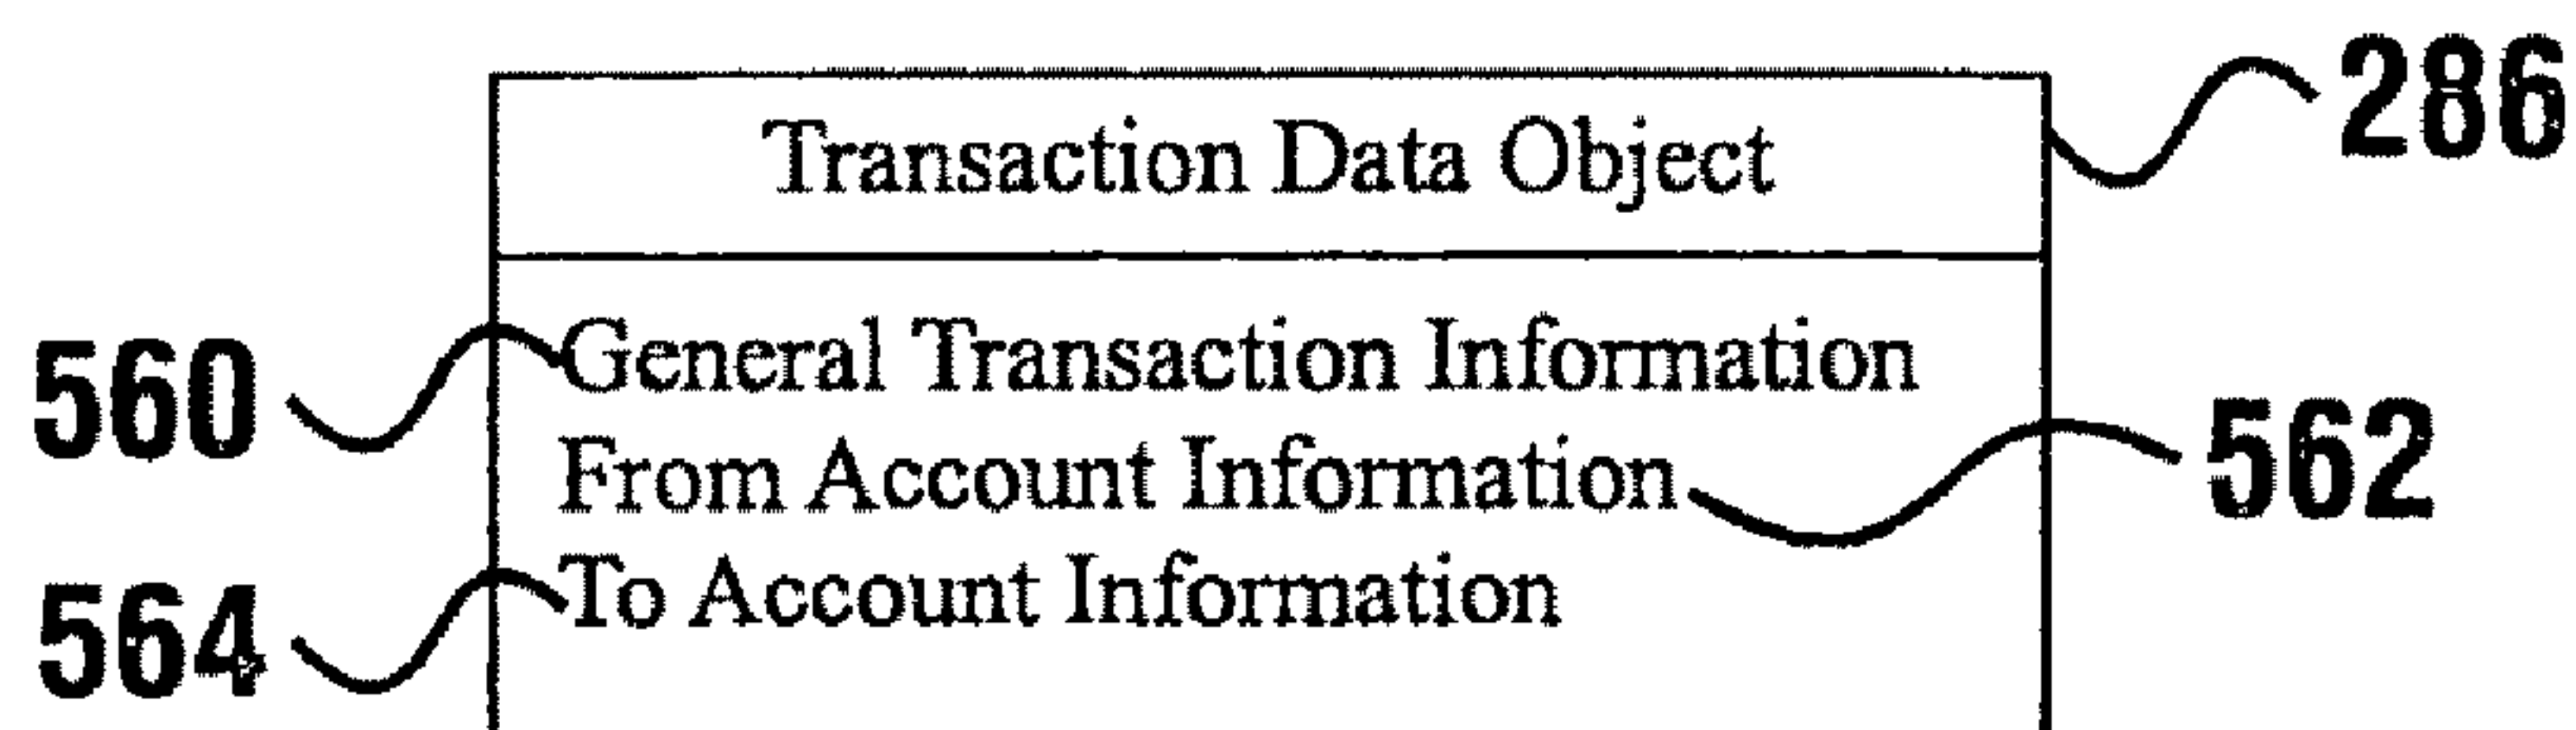 286
Transaction Data Object
560
General Transaction Information
From Account Information
562
564
To Account Information